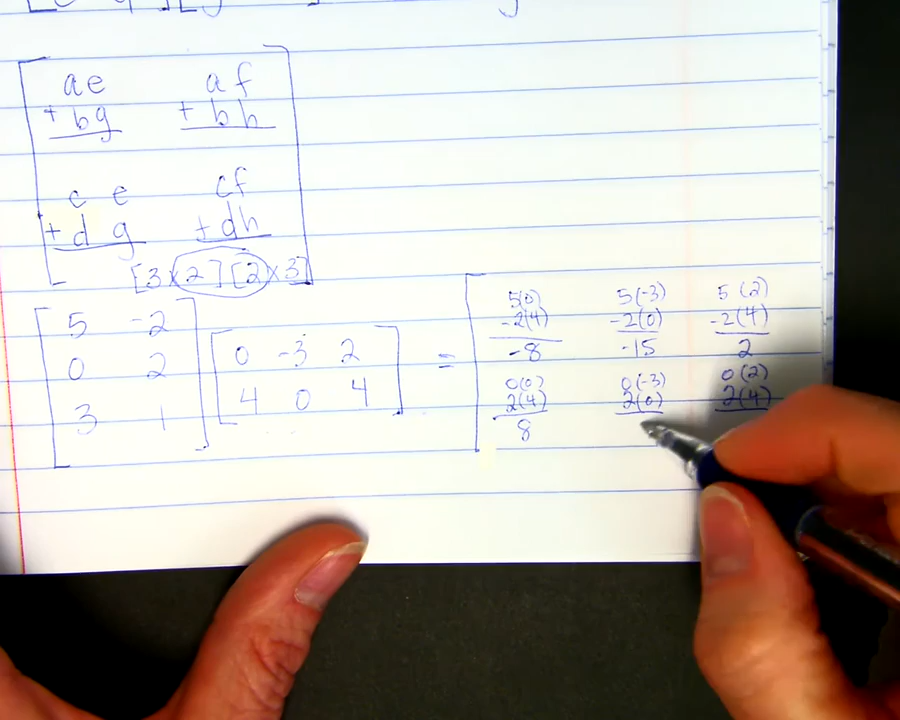 ae af
+ bg + bh
c e cf
+ d g + dh
[3×2][2×3]
5 -2
0 2
3 1
0 -3 2
4 0 4
=
5(0) 5(-3) 5(2)
-2(4) -2(0) -2(4)
-8 -15 2
0(0) 0(-3) 0(2)
2(4) 2(0) 2(4)
8